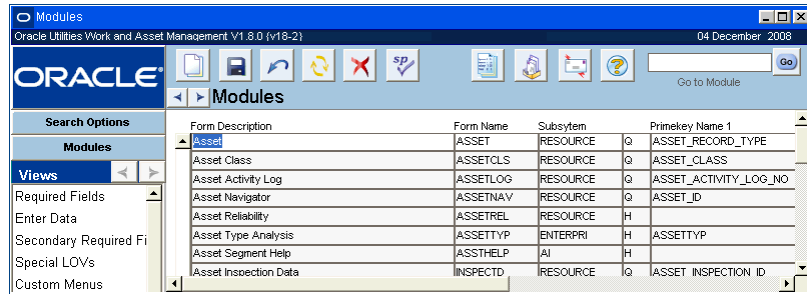 Modules
Oracle Utilities Work and Asset Management V1.8.0 {v18-2} 04 December 2008
ORACLE
sp
Go
Go to Module
Modules
Search Options
Modules
Views
Required Fields
Enter Data
Secondary Required Fi
Special LOVs
Custom Menus
Form Description Form Name Subsytem Primekey Name 1
Asset ASSET RESOURCE Q ASSET_RECORD_TYPE
Asset Class ASSETCLS RESOURCE Q ASSET_CLASS
Asset Activity Log ASSETLOG RESOURCE Q ASSET_ACTIVITY_LOG_NO
Asset Navigator ASSETNAV RESOURCE Q ASSET_ID
Asset Reliability ASSETREL RESOURCE H
Asset Type Analysis ASSETTYP ENTERPRI H ASSETTYP
Asset Segment Help ASSTHELP AI H
Asset Inspection Data INSPECTD RESOURCE Q ASSET_INSPECTION_ID